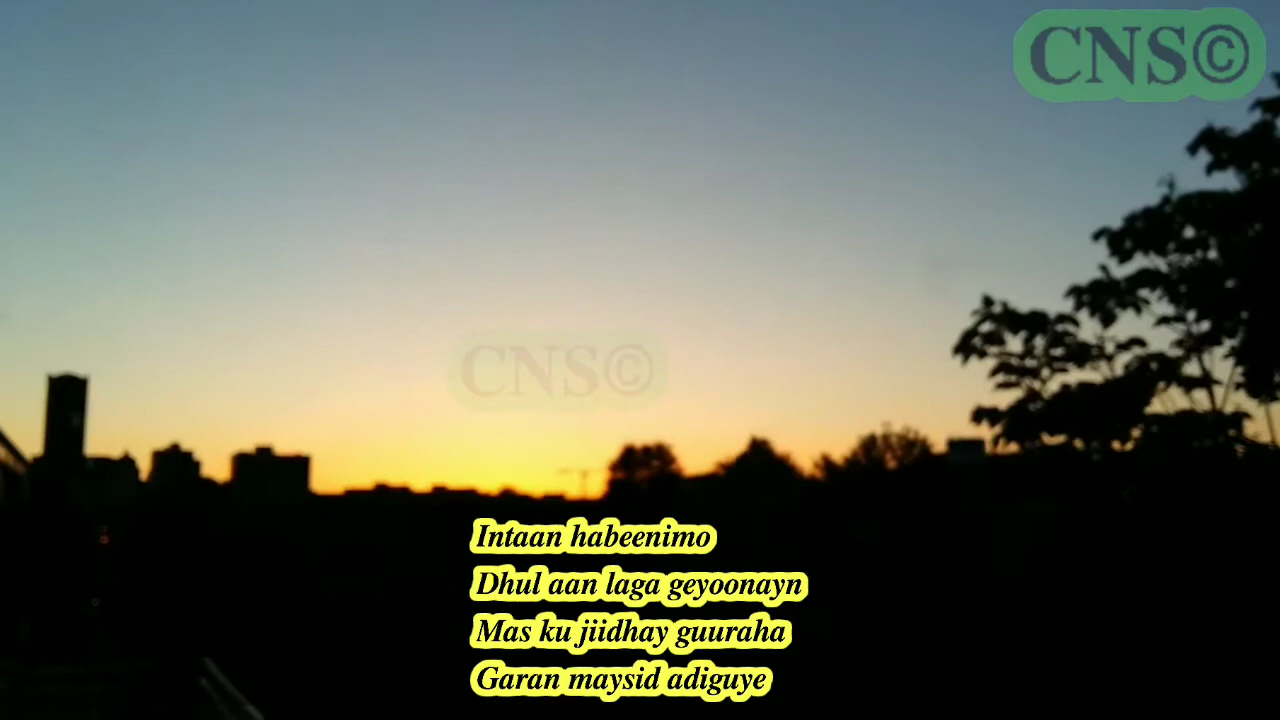 CNS©
CNS©
Intaan habeenimo
Dhul aan laga geyoonayn
Mas ku jiidhay guuraha
Garan maysid adiguye